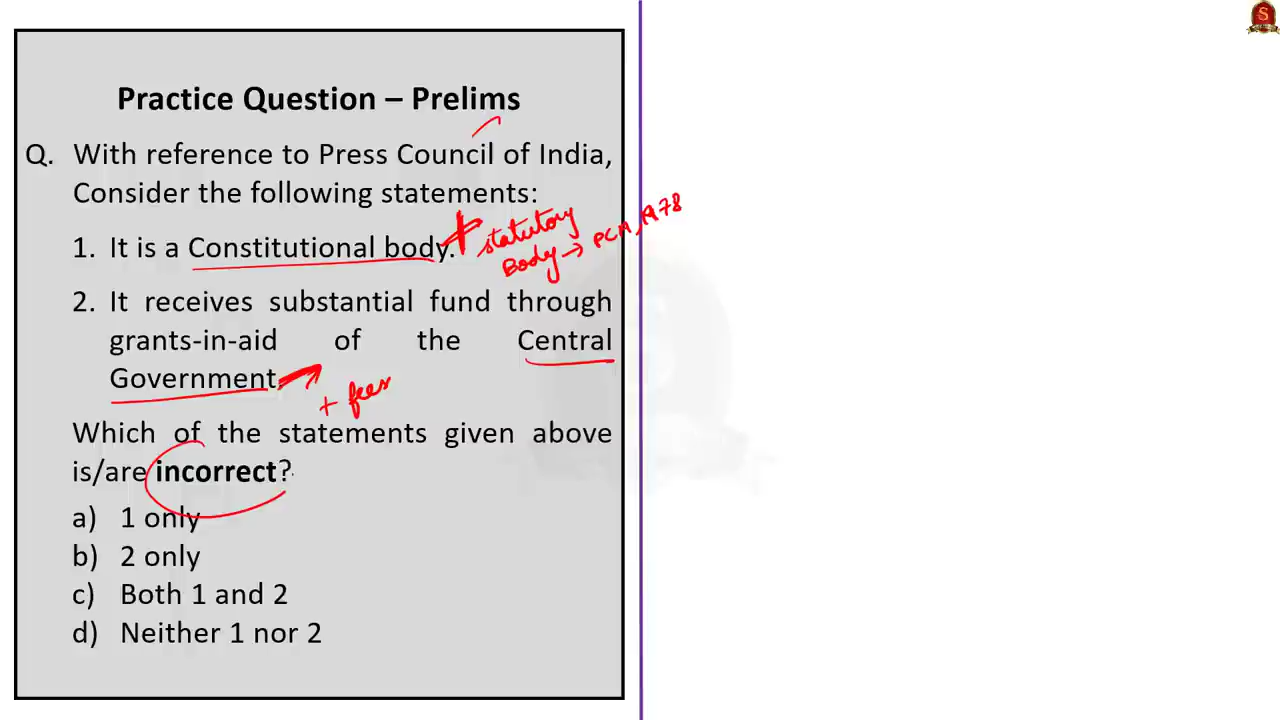 Practice Question – Prelims
Q. With reference to Press Council of India,
Consider the following statements:
1. It is a Constitutional body.
statutory
Body → PCA, 1978
2. It receives substantial fund through
grants-in-aid of the Central
Government.
+ fees
Which of the statements given above
is/are incorrect?
a) 1 only
b) 2 only
c) Both 1 and 2
d) Neither 1 nor 2
S